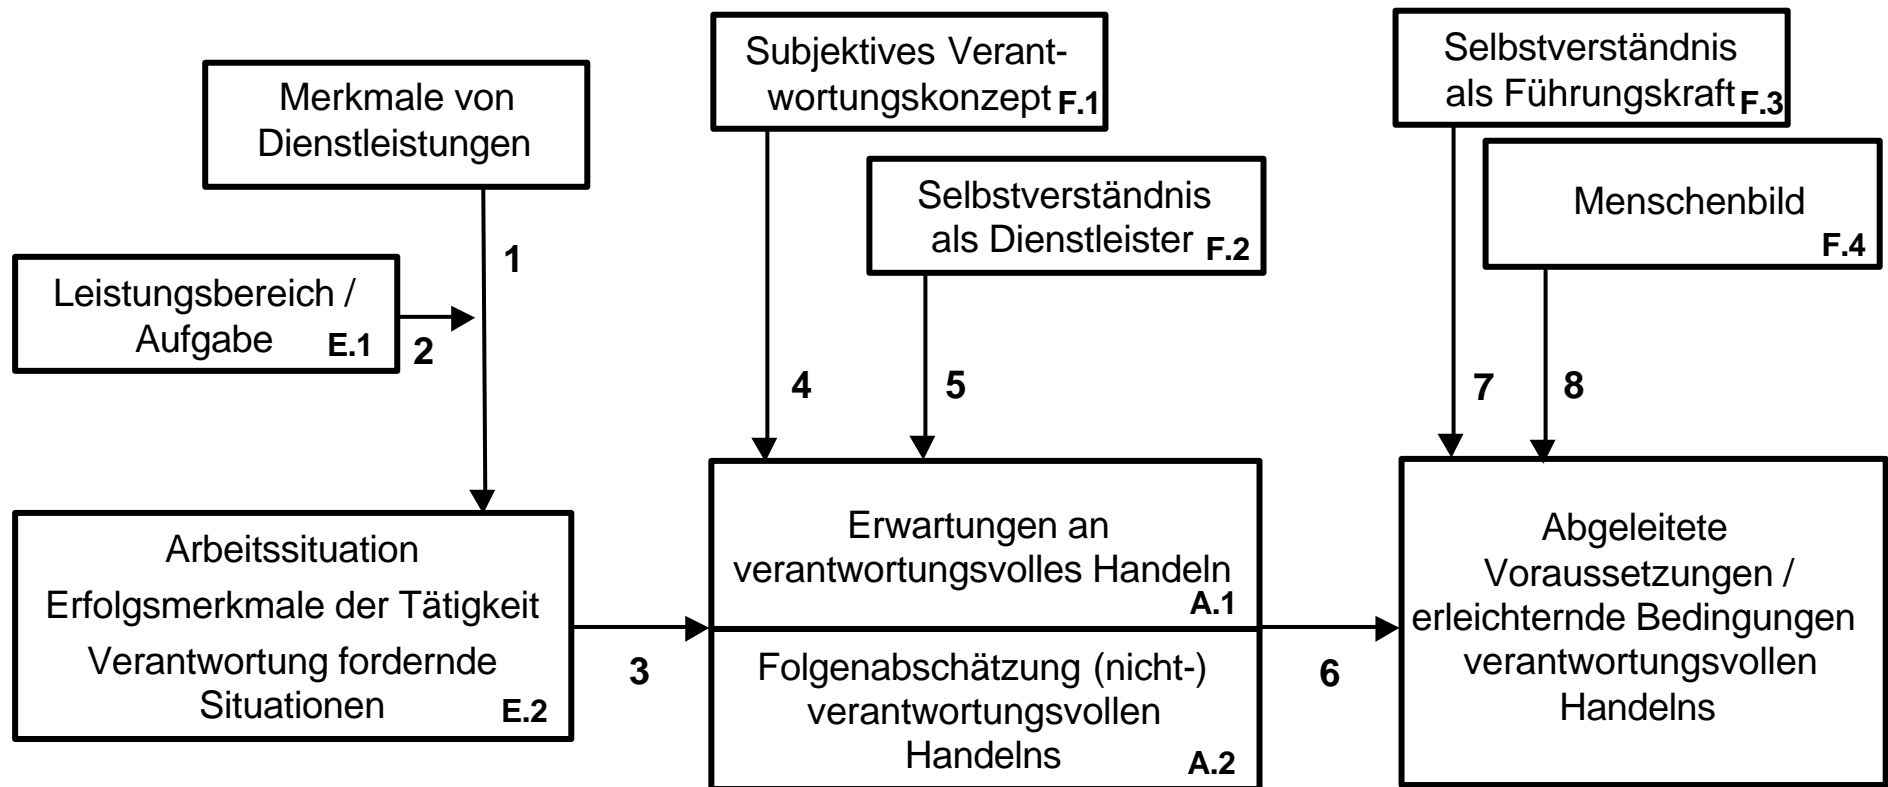 Merkmale von
Dienstleistungen
Subjektives Verant-
wortungskonzept F.1
Selbstverständnis
als Führungskraft F.3
Selbstverständnis
als Dienstleister F.2
Menschenbild
F.4
1
Leistungsbereich /
Aufgabe E.1
2
4
5
7
8
Arbeitssituation
Erfolgsmerkmale der Tätigkeit
Verantwortung fordernde
Situationen E.2
3
Erwartungen an
verantwortungsvolles Handeln
A.1
Folgenabschätzung (nicht-)
verantwortungsvollen
Handelns A.2
6
Abgeleitete
Voraussetzungen /
erleichternde Bedingungen
verantwortungsvollen
Handelns